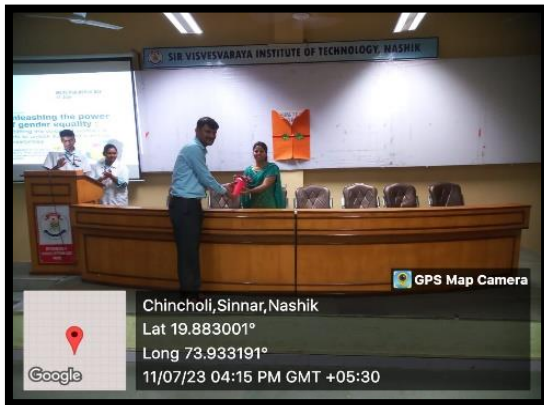 SIR VISVESVARAYA INSTITUTE OF TECHNOLOGY, NASHIK
leashing the power
gender equality
GPS Map Camera
Chincholi,Sinnar,Nashik
Lat 19.883001°
Long 73.933191°
11/07/23 04:15 PM GMT +05:30
Google